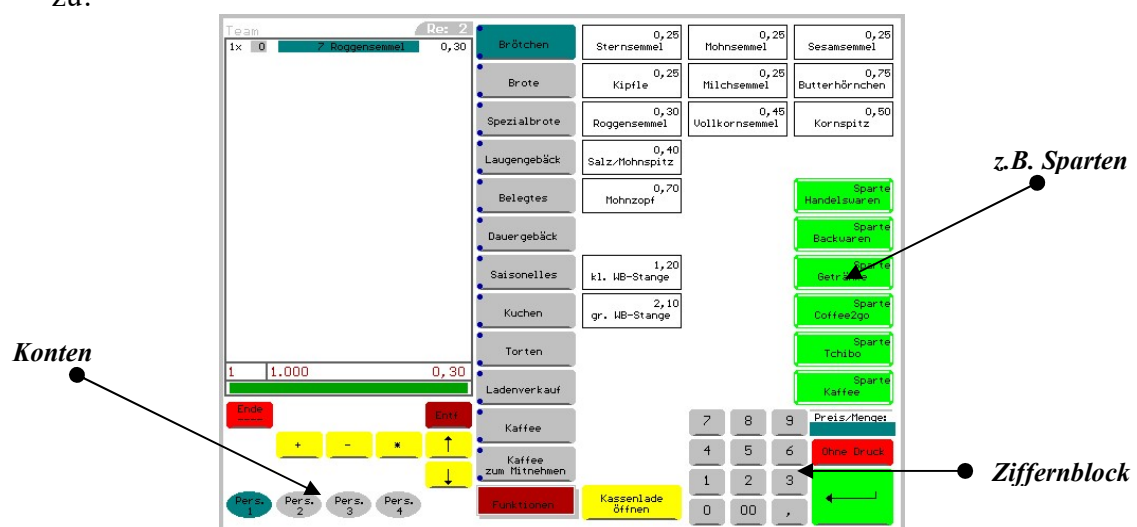 zu:
Team Re: 2
1x 0 7 Roggensemmel 0,30
1 1.000 0,30
Ende
----
Entf
+ - * ↑
↓
Pers. 1
Pers. 2
Pers. 3
Pers. 4
Konten
Brötchen
Brote
Spezialbrote
Laugengebäck
Belegtes
Dauergebäck
Saisonelles
Kuchen
Torten
Ladenverkauf
Kaffee
Kaffee
zum Mitnehmen
Funktionen
0,25
Sternsemmel
0,25
Mohnsemmel
0,25
Sesamsemmel
0,25
Kipfle
0,25
Milchsemmel
0,75
Butterhörnchen
0,30
Roggensemmel
0,45
Vollkornsemmel
0,50
Kornspitz
0,40
Salz/Mohnspitz
0,70
Mohnzopf
1,20
kl. WB-Stange
2,10
gr. WB-Stange
Sparte
Handelswaren
Sparte
Backwaren
Sparte
Getränke
Sparte
Coffee2go
Sparte
Tchibo
Sparte
Kaffee
z.B. Sparten
Preis/Menge:
7 8 9
4 5 6
1 2 3
0 00 ,
Ohne Druck
Kassenlade
öffnen
Ziffernblock